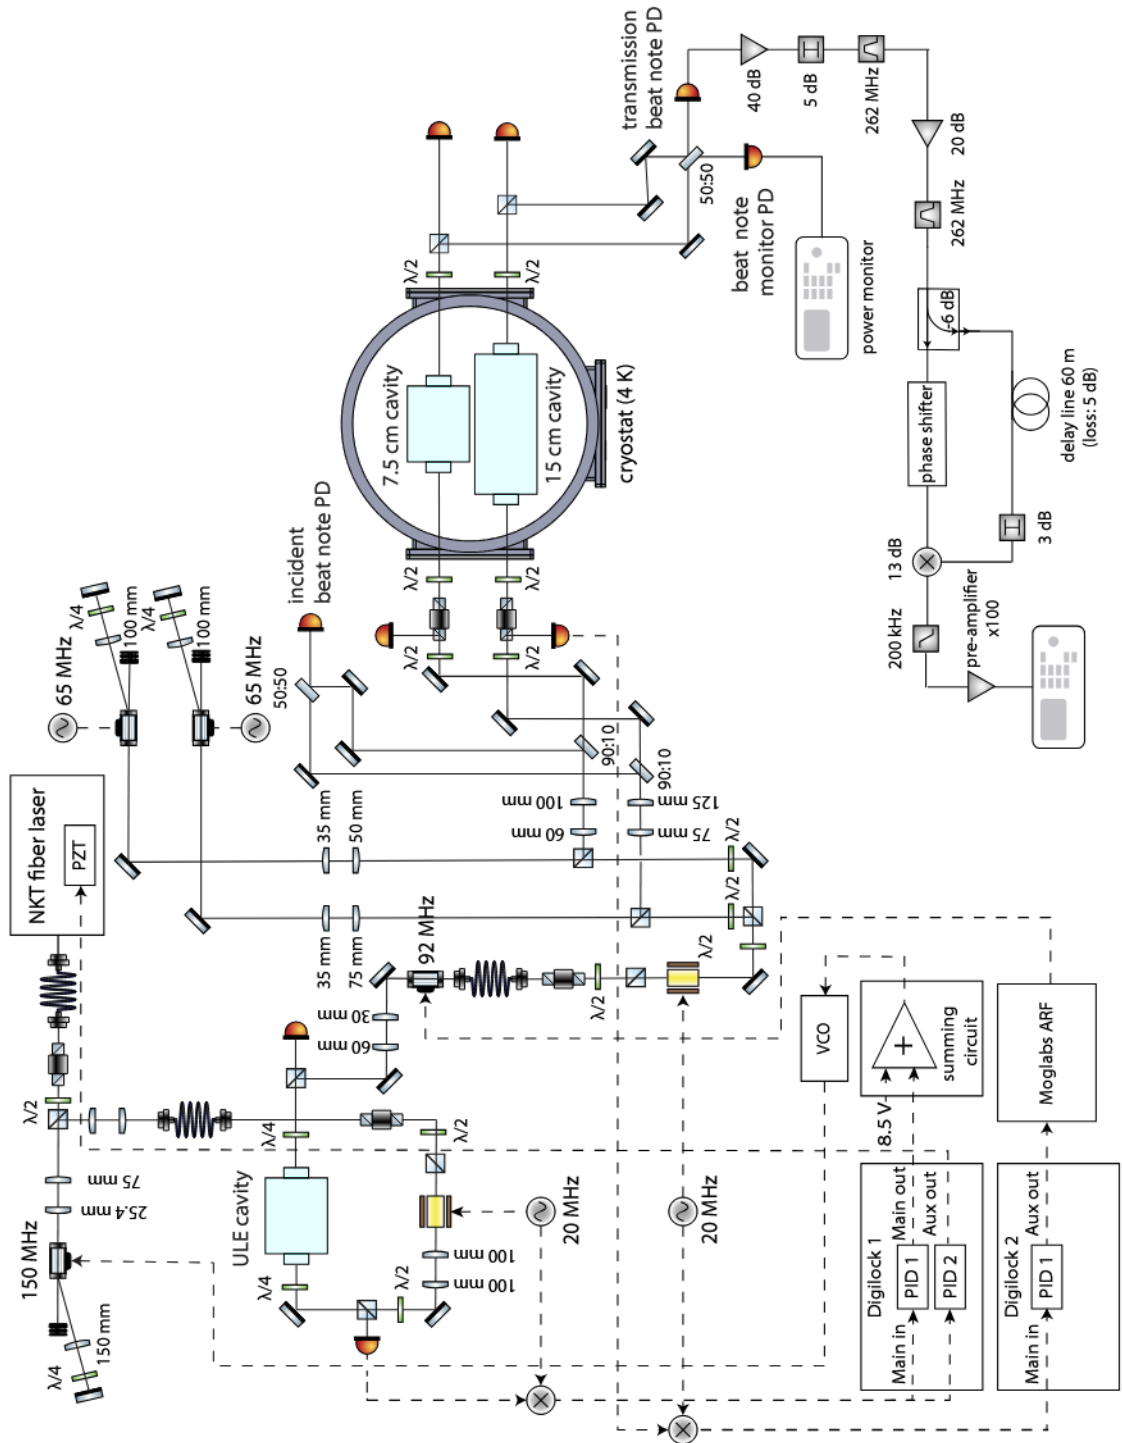 transmission
beat note PD
40 dB
5 dB
262 MHz
20 dB
262 MHz
-6 dB
50:50
beat note
monitor PD
power monitor
phase shifter
delay line 60 m
(loss: 5 dB)
3 dB
13 dB
200 kHz
pre-amplifier
x100
λ/2
λ/2
7.5 cm cavity
15 cm cavity
cryostat (4 K)
incident
beat note PD
λ/2
λ/2
λ/2
λ/2
50:50
90:10
90:10
λ/4
100 mm
65 MHz
λ/4
100 mm
65 MHz
NKT fiber laser
PZT
35 mm
50 mm
35 mm
75 mm
100 mm
60 mm
125 mm
75 mm
λ/2
λ/2
λ/2
92 MHz
30 mm
60 mm
λ/2
λ/2
75 mm
25.4 mm
150 MHz
λ/4
150 mm
λ/4
ULE cavity
λ/4
λ/2
λ/2
100 mm
100 mm
20 MHz
20 MHz
VCO
summing
circuit
+
8.5 V
Moglabs ARF
Digilock 1
Main in
PID 1
Main out
PID 2
Aux out
Digilock 2
Main in
PID 1
Aux out